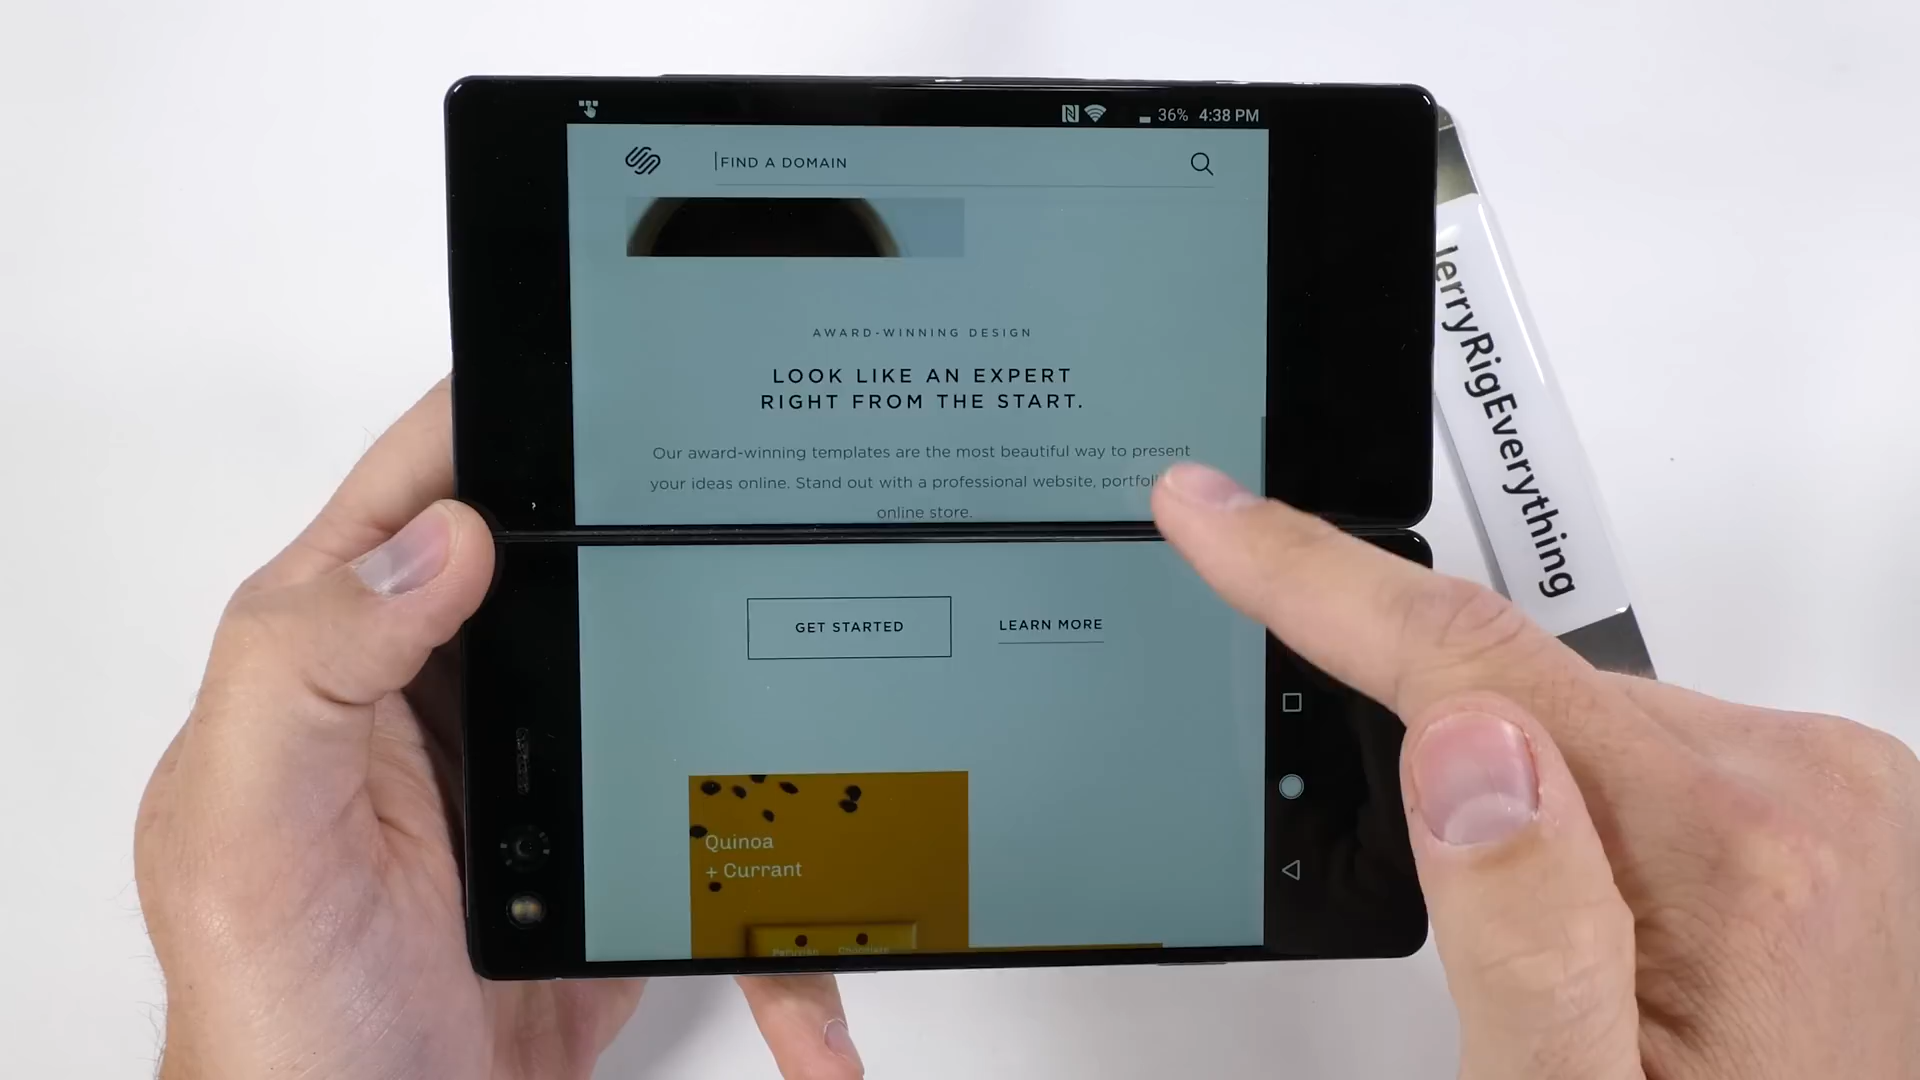 36% 4:38 PM
FIND A DOMAIN
AWARD-WINNING DESIGN
LOOK LIKE AN EXPERT
RIGHT FROM THE START.
Our award-winning templates are the most beautiful way to present
your ideas online. Stand out with a professional website,
online store.
GET STARTED
LEARN MORE
Quinoa
+ Currant
Peruvian Chocolate
JerryRigEverything